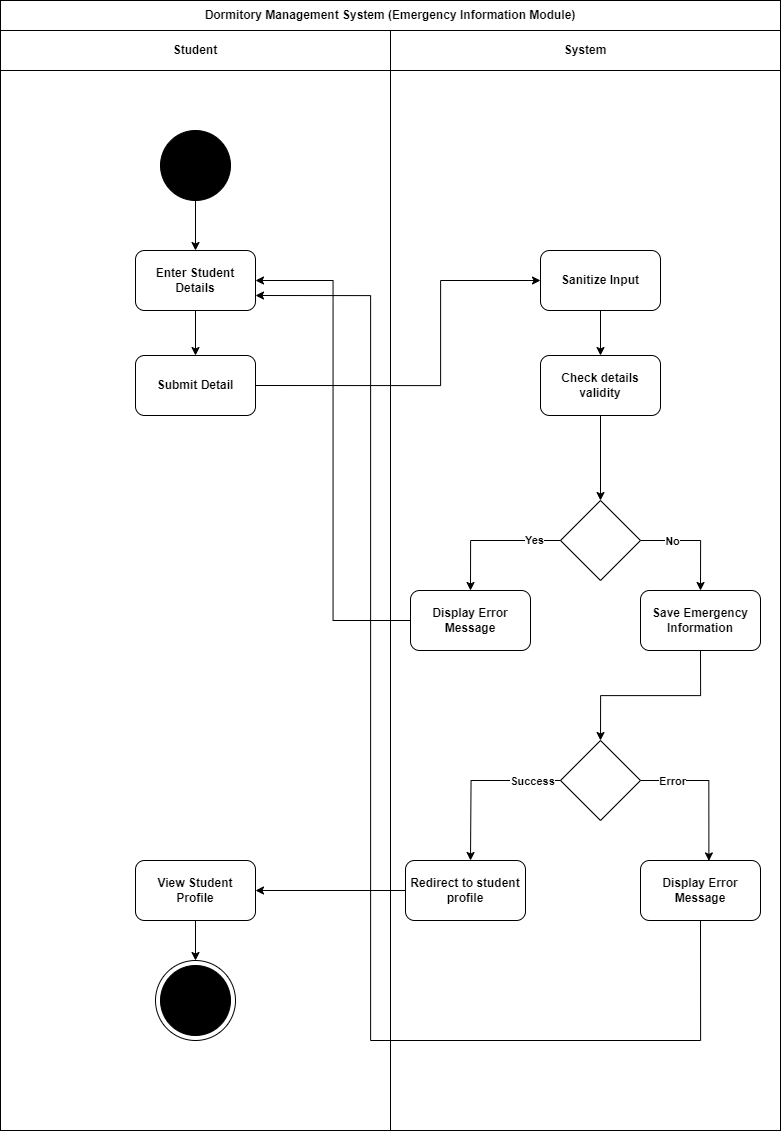 Dormitory Management System (Emergency Information Module)
Student
System
Enter Student
Details
Sanitize Input
Submit Detail
Check details
validity
Yes
No
Display Error
Message
Save Emergency
Information
Success
Error
View Student
Profile
Redirect to student
profile
Display Error
Message